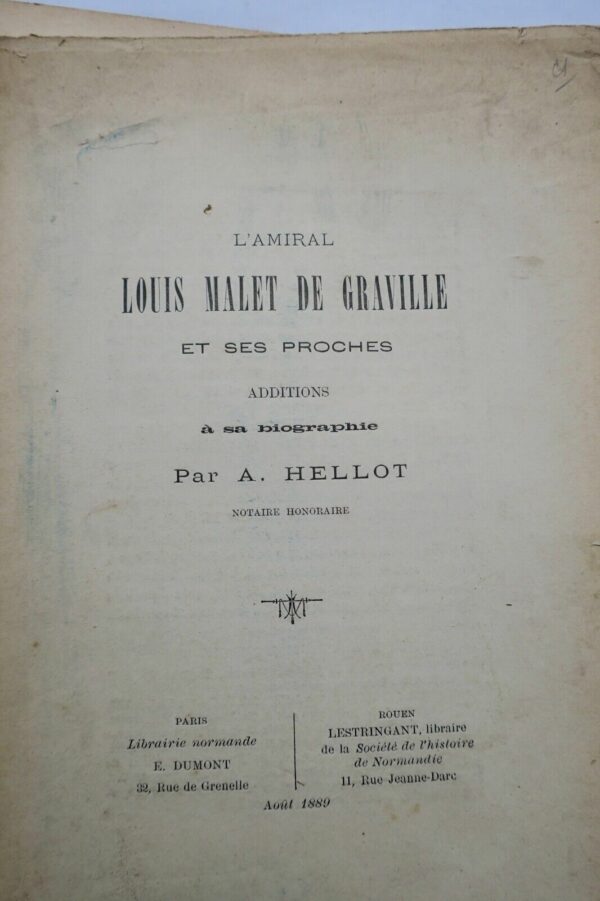 L'AMIRAL
LOUIS MALET DE GRAVILLE
ET SES PROCHES
ADDITIONS
à sa biographie
Par A. HELLOT
NOTAIRE HONORAIRE
PARIS
Librairie normande
E. DUMONT
32, Rue de Grenelle
ROUEN
LESTRINGANT, libraire
de la Société de l'histoire
de Normandie
11, Rue Jeanne-Darc
Août 1889